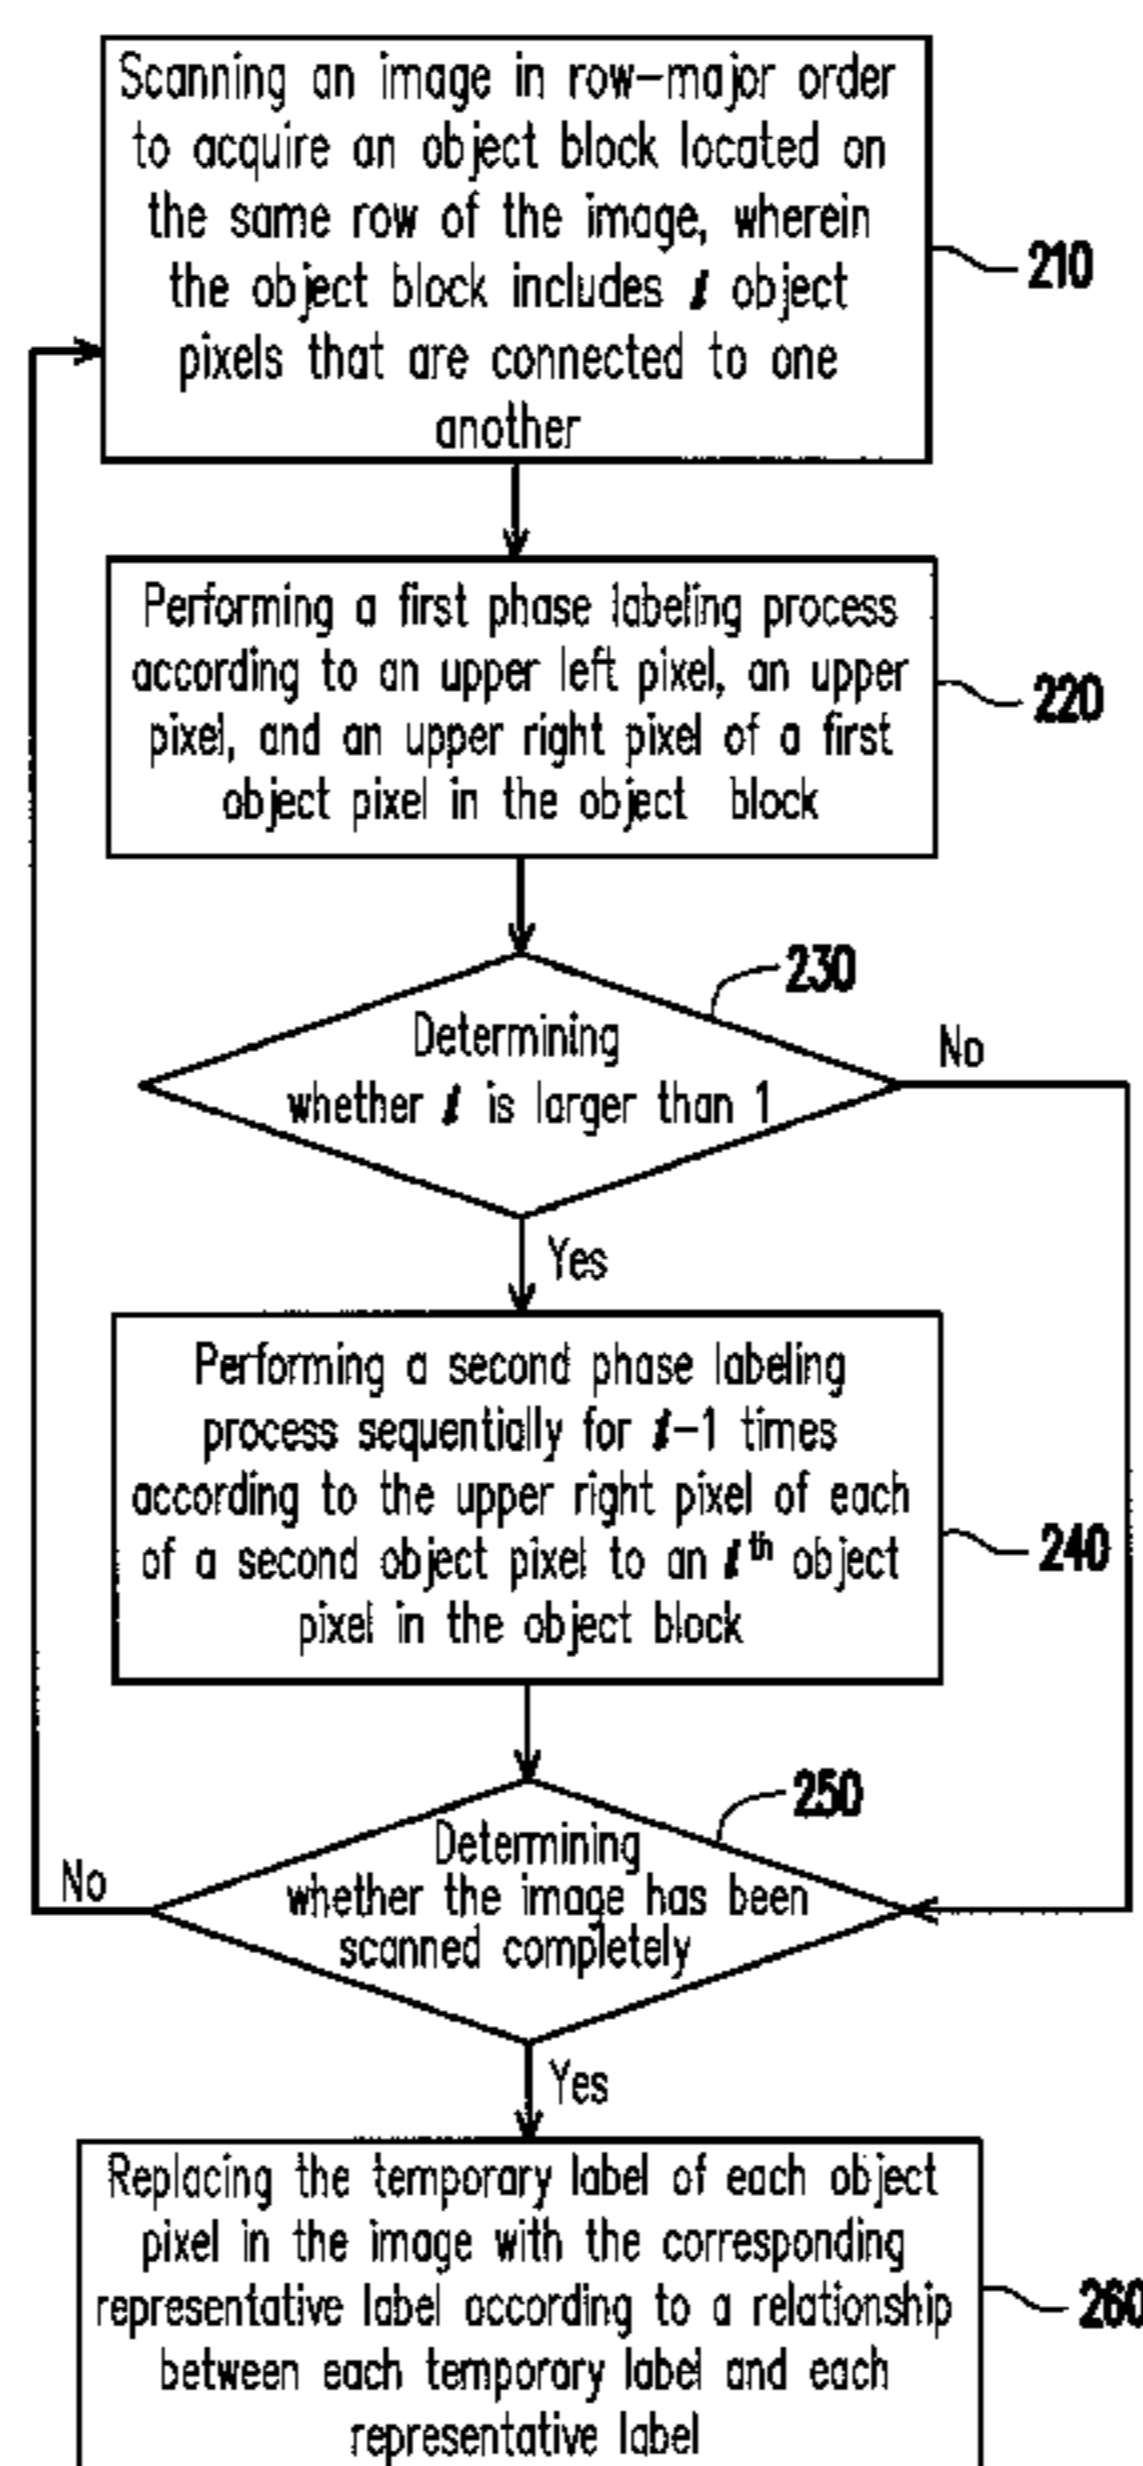 Scanning an image in row-major order
to acquire an object block located on
the same row of the image, wherein
the object block includes ℓ object
pixels that are connected to one
another
210
Performing a first phase labeling process
according to an upper left pixel, an upper
pixel, and an upper right pixel of a first
object pixel in the object block
220
230
Determining
whether ℓ is larger than 1
No
Yes
Performing a second phase labeling
process sequentially for ℓ-1 times
according to the upper right pixel of each
of a second object pixel to an ℓth object
pixel in the object block
240
250
Determining
whether the image has been
scanned completely
No
Yes
Replacing the temporary label of each object
pixel in the image with the corresponding
representative label according to a relationship
between each temporary label and each
representative label
260